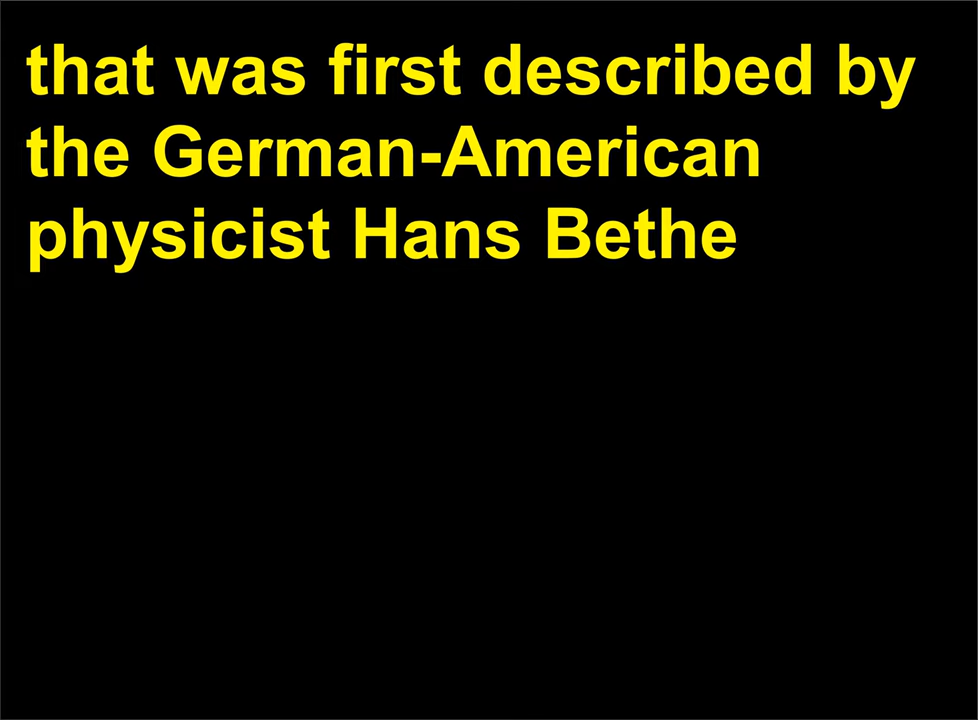 that was first described by
the German-American
physicist Hans Bethe